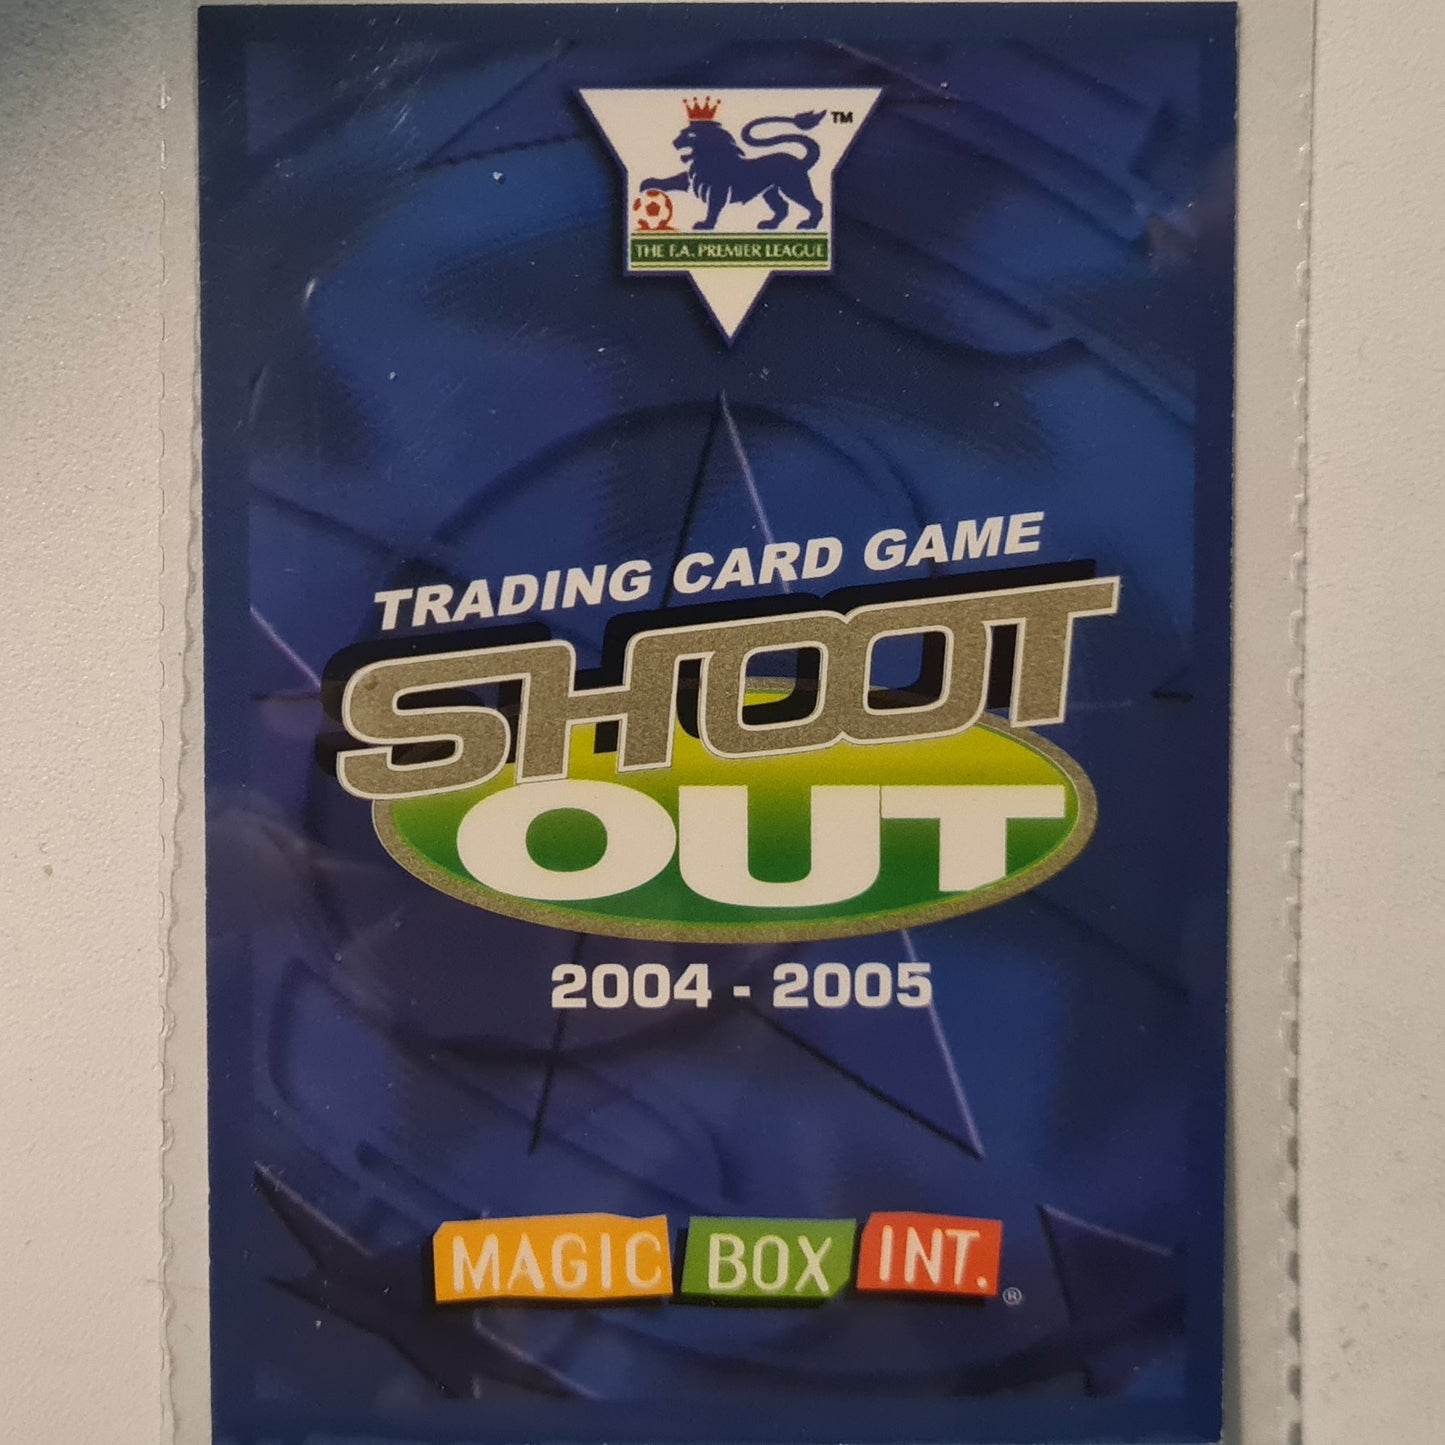 TM
THE F.A. PREMIER LEAGUE
TRADING CARD GAME
SHOOT
OUT
2004 - 2005
MAGIC BOX INT.®